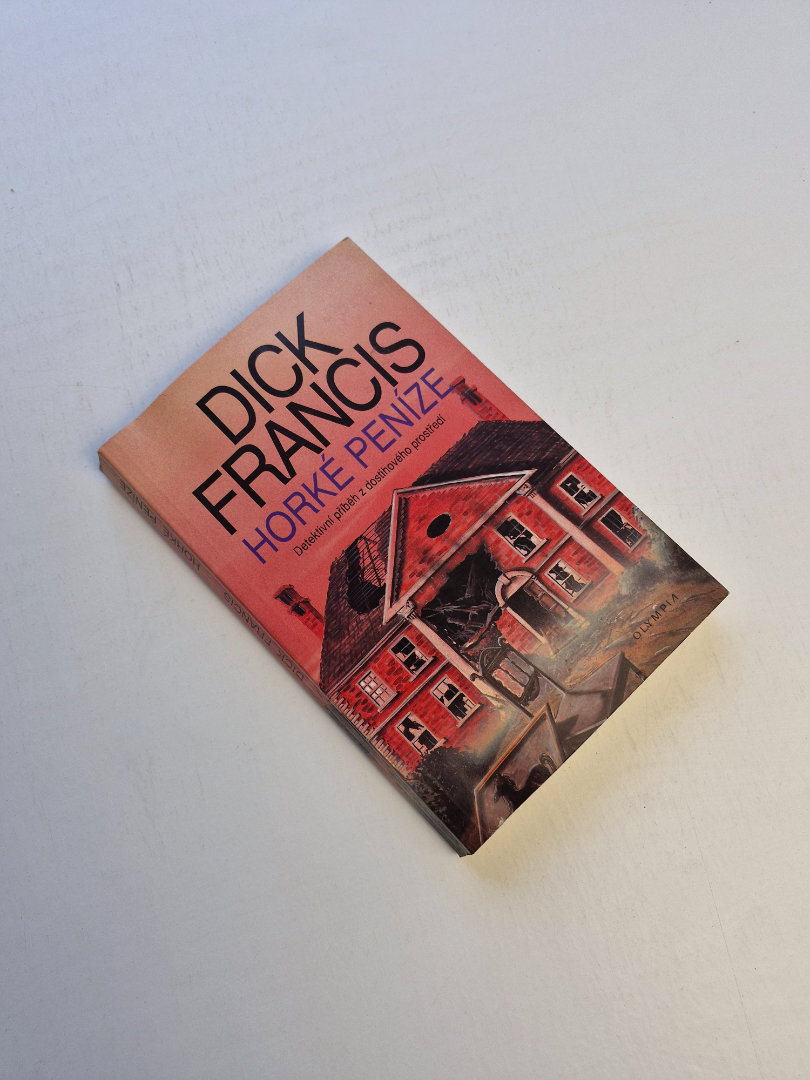 DICK
FRANCIS
HORKÉ PENÍZE
Detektivní příběh z dostihového prostředí
OLYMPIA
DICK FRANCIS HORKÉ PENÍZE